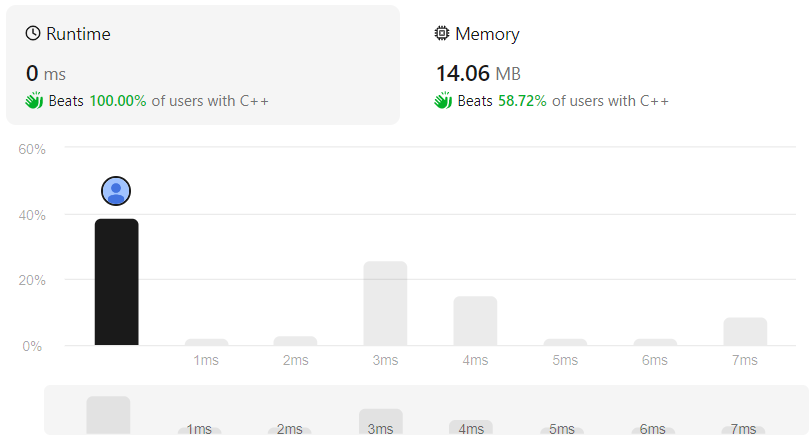 Runtime
0 ms
Beats 100.00% of users with C++
Memory
14.06 MB
Beats 58.72% of users with C++
60%
40%
20%
0%
1ms 2ms 3ms 4ms 5ms 6ms 7ms
1ms 2ms 3ms 4ms 5ms 6ms 7ms